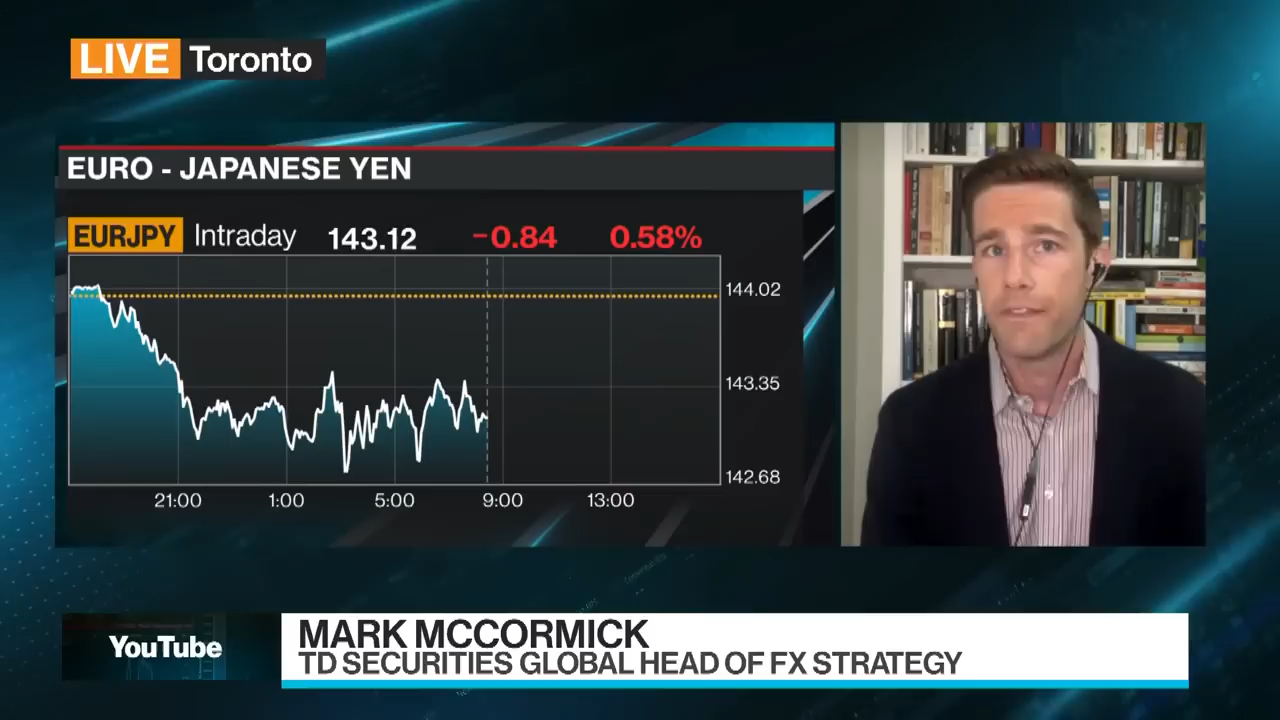 LIVE Toronto
EURO - JAPANESE YEN
EURJPY Intraday 143.12 -0.84 0.58%
144.02
143.35
142.68
21:00 1:00 5:00 9:00 13:00
YouTube
MARK MCCORMICK
TD SECURITIES GLOBAL HEAD OF FX STRATEGY